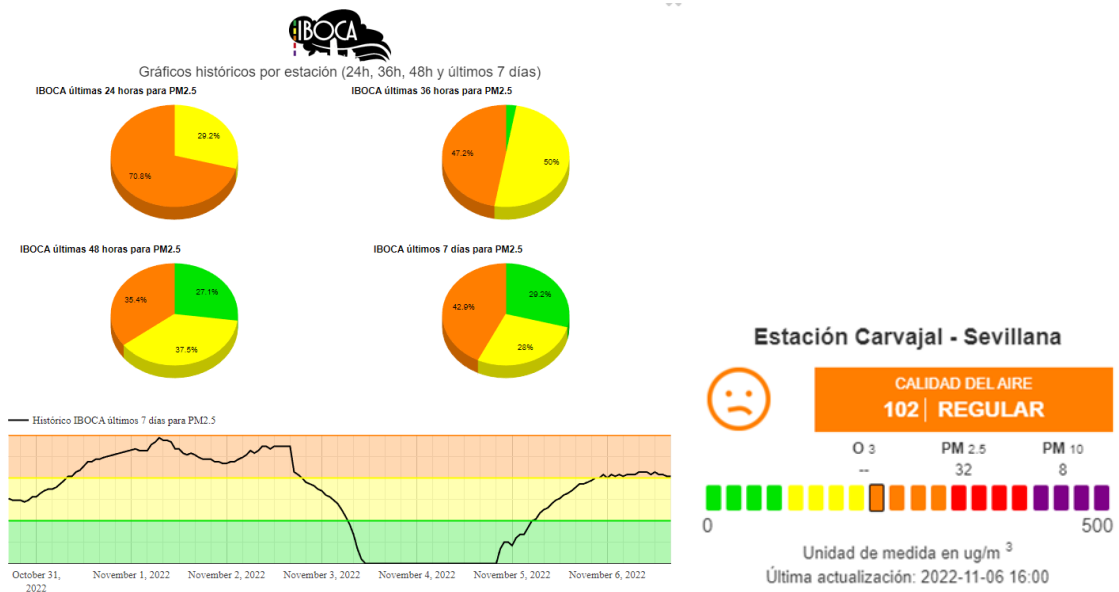 IBOCA
Gráficos históricos por estación (24h, 36h, 48h y últimos 7 días)
IBOCA últimas 24 horas para PM2.5
29.2%
70.8%
IBOCA últimas 36 horas para PM2.5
47.2%
50%
IBOCA últimas 48 horas para PM2.5
27.1%
35.4%
37.5%
IBOCA últimos 7 días para PM2.5
29.2%
42.9%
28%
Histórico IBOCA últimos 7 días para PM2.5
October 31, 2022
November 1, 2022
November 2, 2022
November 3, 2022
November 4, 2022
November 5, 2022
November 6, 2022
Estación Carvajal - Sevillana
CALIDAD DEL AIRE
102 | REGULAR
O 3 PM 2.5 PM 10
-- 32 8
0 500
Unidad de medida en ug/m 3
Última actualización: 2022-11-06 16:00